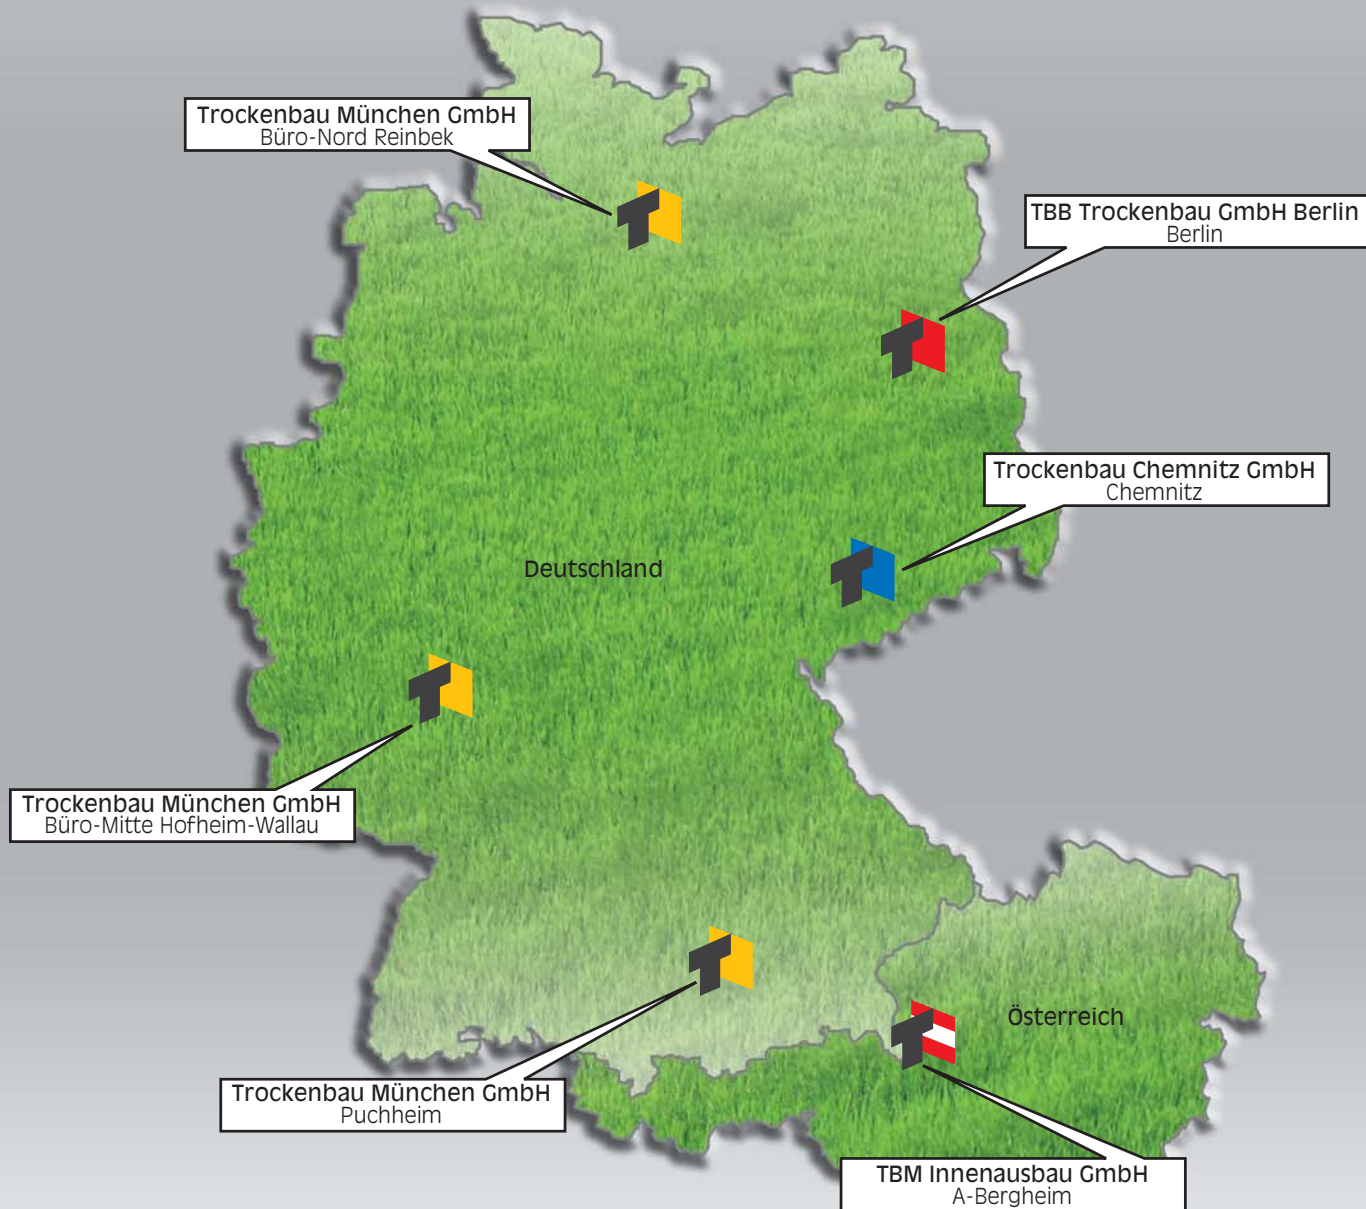 Trockenbau München GmbH
Büro-Nord Reinbek
TBB Trockenbau GmbH Berlin
Berlin
Trockenbau Chemnitz GmbH
Chemnitz
Deutschland
Trockenbau München GmbH
Büro-Mitte Hofheim-Wallau
Österreich
Trockenbau München GmbH
Puchheim
TBM Innenausbau GmbH
A-Bergheim